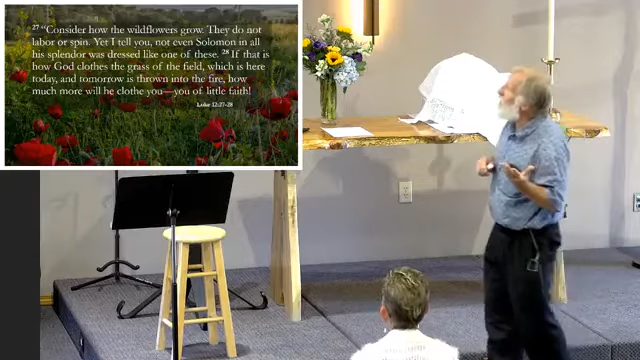 27 “Consider how the wildflowers grow. They do not
labor or spin. Yet I tell you, not even Solomon in all
his splendor was dressed like one of these. 28 If that is
how God clothes the grass of the field, which is here
today, and tomorrow is thrown into the fire, how
much more will he clothe you—you of little faith!
Luke 12:27-28